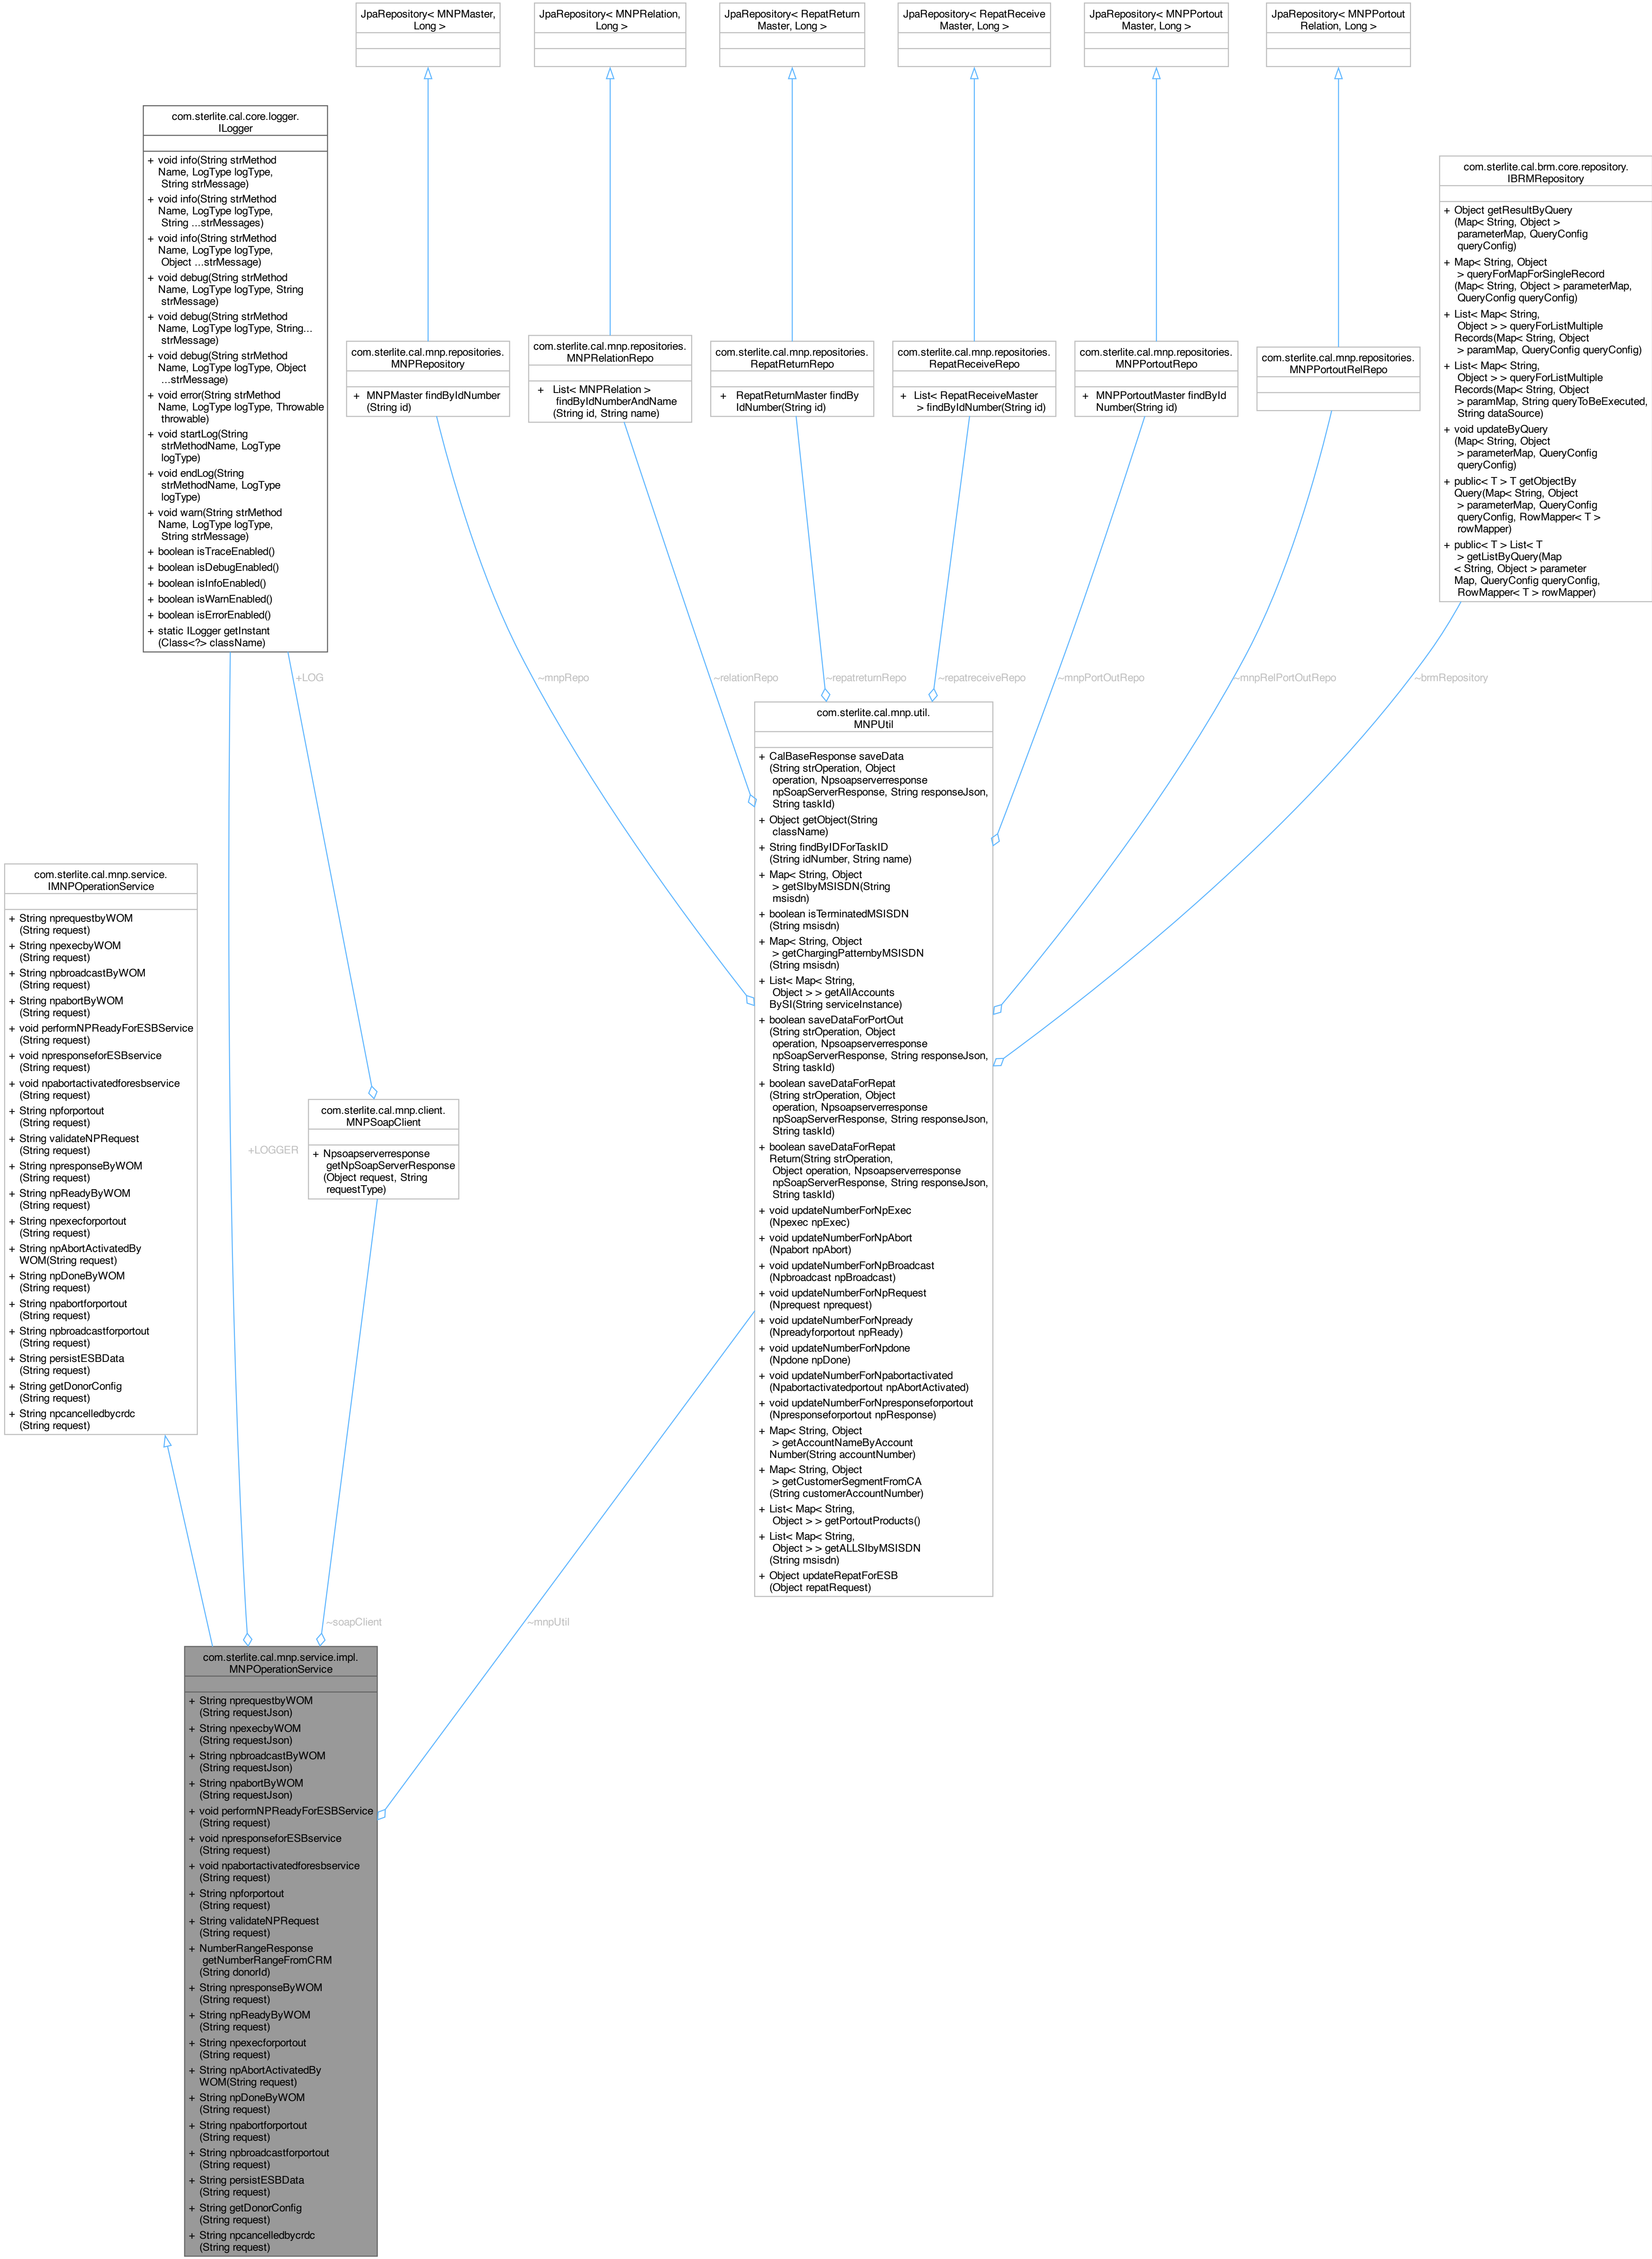 JpaRepository< MNPMaster,
Long >
JpaRepository< MNPRelation,
Long >
JpaRepository< RepatReturn
Master, Long >
JpaRepository< RepatReceive
Master, Long >
JpaRepository< MNPPortout
Master, Long >
JpaRepository< MNPPortout
Relation, Long >
com.sterlite.cal.core.logger.
ILogger
+ void info(String strMethod
Name, LogType logType,
String strMessage)
+ void info(String strMethod
Name, LogType logType,
String ...strMessages)
+ void info(String strMethod
Name, LogType logType,
Object ...strMessage)
+ void debug(String strMethod
Name, LogType logType, String
strMessage)
+ void debug(String strMethod
Name, LogType logType, String...
strMessage)
+ void debug(String strMethod
Name, LogType logType, Object
...strMessage)
+ void error(String strMethod
Name, LogType logType, Throwable
throwable)
+ void startLog(String
strMethodName, LogType
logType)
+ void endLog(String
strMethodName, LogType
logType)
+ void warn(String strMethod
Name, LogType logType,
String strMessage)
+ boolean isTraceEnabled()
+ boolean isDebugEnabled()
+ boolean isInfoEnabled()
+ boolean isWarnEnabled()
+ boolean isErrorEnabled()
+ static ILogger getInstant
(Class<?> className)
com.sterlite.cal.brm.core.repository.
IBRMRepository
+ Object getResultByQuery
(Map< String, Object >
parameterMap, QueryConfig
queryConfig)
+ Map< String, Object
> queryForMapForSingleRecord
(Map< String, Object > parameterMap,
QueryConfig queryConfig)
+ List< Map< String,
Object > > queryForListMultiple
Records(Map< String, Object
> paramMap, QueryConfig queryConfig)
+ List< Map< String,
Object > > queryForListMultiple
Records(Map< String, Object
> paramMap, String queryToBeExecuted,
String dataSource)
+ void updateByQuery
(Map< String, Object
> parameterMap, QueryConfig
queryConfig)
+ public< T > T getObjectBy
Query(Map< String, Object
> parameterMap, QueryConfig
queryConfig, RowMapper< T >
rowMapper)
+ public< T > List< T
> getListByQuery(Map
< String, Object > parameter
Map, QueryConfig queryConfig,
RowMapper< T > rowMapper)
com.sterlite.cal.mnp.repositories.
MNPRepository
+ MNPMaster findByIdNumber
(String id)
com.sterlite.cal.mnp.repositories.
MNPRelationRepo
+ List< MNPRelation >
findByIdNumberAndName
(String id, String name)
com.sterlite.cal.mnp.repositories.
RepatReturnRepo
+ RepatReturnMaster findBy
IdNumber(String id)
com.sterlite.cal.mnp.repositories.
RepatReceiveRepo
+ List< RepatReceiveMaster
> findByIdNumber(String id)
com.sterlite.cal.mnp.repositories.
MNPPortoutRepo
+ MNPPortoutMaster findById
Number(String id)
com.sterlite.cal.mnp.repositories.
MNPPortoutRelRepo
+LOG
~mnpRepo
~relationRepo
~repatreturnRepo
~repatreceiveRepo
~mnpPortOutRepo
~mnpRelPortOutRepo
~brmRepository
com.sterlite.cal.mnp.util.
MNPUtil
+ CalBaseResponse saveData
(String strOperation, Object
operation, Npsoapserverresponse
npSoapServerResponse, String responseJson,
String taskId)
+ Object getObject(String
className)
+ String findByIDForTaskID
(String idNumber, String name)
+ Map< String, Object
> getSIbyMSISDN(String
msisdn)
+ boolean isTerminatedMSISDN
(String msisdn)
+ Map< String, Object
> getChargingPatternbyMSISDN
(String msisdn)
+ List< Map< String,
Object > > getAllAccounts
BySI(String serviceInstance)
+ boolean saveDataForPortOut
(String strOperation, Object
operation, Npsoapserverresponse
npSoapServerResponse, String responseJson,
String taskId)
+ boolean saveDataForRepat
(String strOperation, Object
operation, Npsoapserverresponse
npSoapServerResponse, String responseJson,
String taskId)
+ boolean saveDataForRepat
Return(String strOperation,
Object operation, Npsoapserverresponse
npSoapServerResponse, String responseJson,
String taskId)
+ void updateNumberForNpExec
(Npexec npExec)
+ void updateNumberForNpAbort
(Npabort npAbort)
+ void updateNumberForNpBroadcast
(Npbroadcast npBroadcast)
+ void updateNumberForNpRequest
(Nprequest nprequest)
+ void updateNumberForNpready
(Npreadyforportout npReady)
+ void updateNumberForNpdone
(Npdone npDone)
+ void updateNumberForNpabortactivated
(Npabortactivatedportout npAbortActivated)
+ void updateNumberForNpresponseforportout
(Npresponseforportout npResponse)
+ Map< String, Object
> getAccountNameByAccount
Number(String accountNumber)
+ Map< String, Object
> getCustomerSegmentFromCA
(String customerAccountNumber)
+ List< Map< String,
Object > > getPortoutProducts()
+ List< Map< String,
Object > > getALLSIbyMSISDN
(String msisdn)
+ Object updateRepatForESB
(Object repatRequest)
com.sterlite.cal.mnp.service.
IMNPOperationService
+ String nprequestbyWOM
(String request)
+ String npexecbyWOM
(String request)
+ String npbroadcastByWOM
(String request)
+ String npabortByWOM
(String request)
+ void performNPReadyForESBService
(String request)
+ void npresponseforESBservice
(String request)
+ void npabortactivatedforesbservice
(String request)
+ String npforportout
(String request)
+ String validateNPRequest
(String request)
+ String npresponseByWOM
(String request)
+ String npReadyByWOM
(String request)
+ String npexecforportout
(String request)
+ String npAbortActivatedBy
WOM(String request)
+ String npDoneByWOM
(String request)
+ String npabortforportout
(String request)
+ String npbroadcastforportout
(String request)
+ String persistESBData
(String request)
+ String getDonorConfig
(String request)
+ String npcancelledbycrdc
(String request)
com.sterlite.cal.mnp.client.
MNPSoapClient
+ Npsoapserverresponse
getNpSoapServerResponse
(Object request, String
requestType)
+LOGGER
~soapClient
~mnpUtil
com.sterlite.cal.mnp.service.impl.
MNPOperationService
+ String nprequestbyWOM
(String requestJson)
+ String npexecbyWOM
(String requestJson)
+ String npbroadcastByWOM
(String requestJson)
+ String npabortByWOM
(String requestJson)
+ void performNPReadyForESBService
(String request)
+ void npresponseforESBservice
(String request)
+ void npabortactivatedforesbservice
(String request)
+ String npforportout
(String request)
+ String validateNPRequest
(String request)
+ NumberRangeResponse
getNumberRangeFromCRM
(String donorId)
+ String npresponseByWOM
(String request)
+ String npReadyByWOM
(String request)
+ String npexecforportout
(String request)
+ String npAbortActivatedBy
WOM(String request)
+ String npDoneByWOM
(String request)
+ String npabortforportout
(String request)
+ String npbroadcastforportout
(String request)
+ String persistESBData
(String request)
+ String getDonorConfig
(String request)
+ String npcancelledbycrdc
(String request)